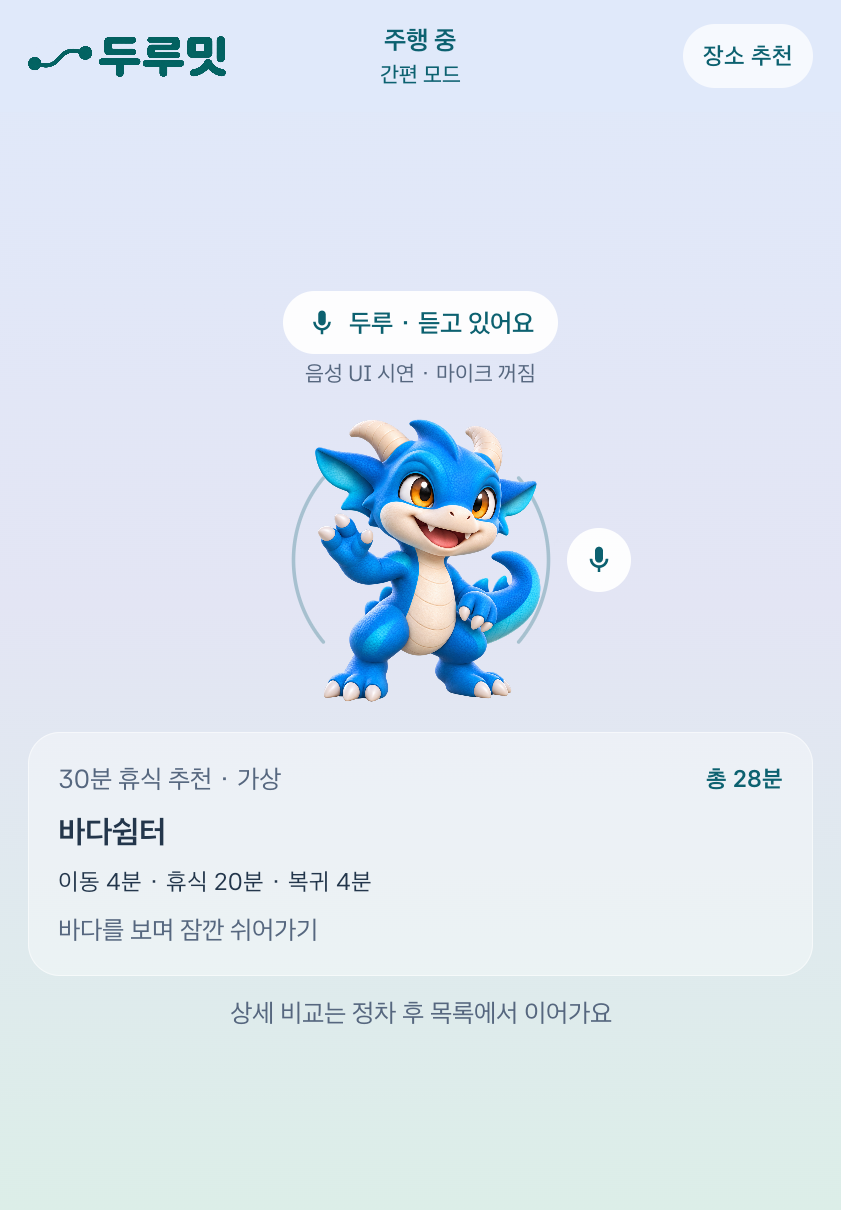 두루밋
주행 중
간편 모드
장소 추천
두루 · 듣고 있어요
음성 UI 시연 · 마이크 꺼짐
30분 휴식 추천 · 가상
총 28분
바다쉼터
이동 4분 · 휴식 20분 · 복귀 4분
바다를 보며 잠깐 쉬어가기
상세 비교는 정차 후 목록에서 이어가요